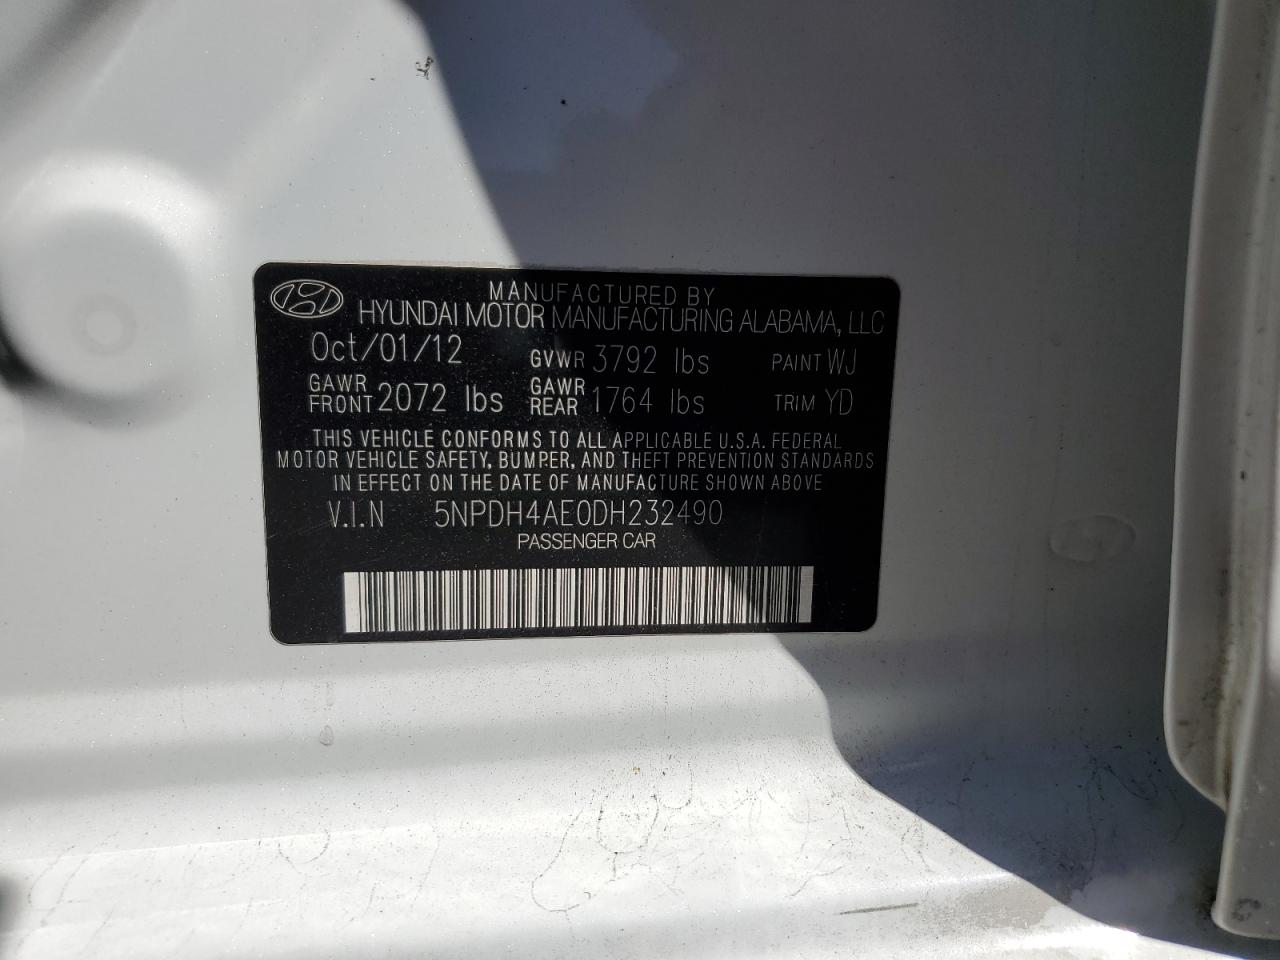 MANUFACTURED BY
HYUNDAI MOTOR MANUFACTURING ALABAMA, LLC
Oct/01/12 GVWR 3792 lbs PAINT WJ
GAWR FRONT 2072 lbs GAWR REAR 1764 lbs TRIM YD
THIS VEHICLE CONFORMS TO ALL APPLICABLE U.S.A. FEDERAL
MOTOR VEHICLE SAFETY, BUMPER, AND THEFT PREVENTION STANDARDS
IN EFFECT ON THE DATE OF MANUFACTURE SHOWN ABOVE
V.I.N 5NPDH4AE0DH232490
PASSENGER CAR